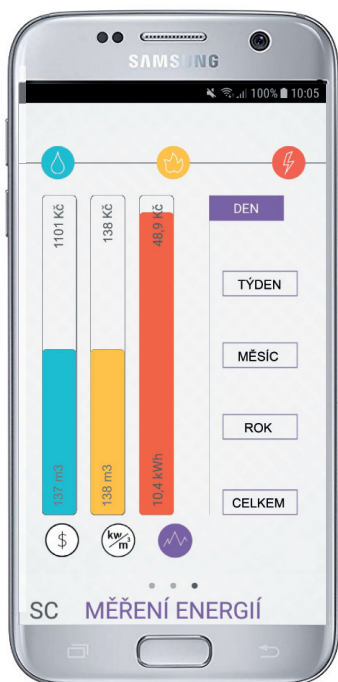 SAMSUNG
100% 10:05
1101 Kč
138 Kč
48,9 Kč
137 m3
138 m3
10,4 kWh
DEN
TÝDEN
MĚSÍC
ROK
CELKEM
$
kw/m³
SC MĚŘENÍ ENERGIÍ